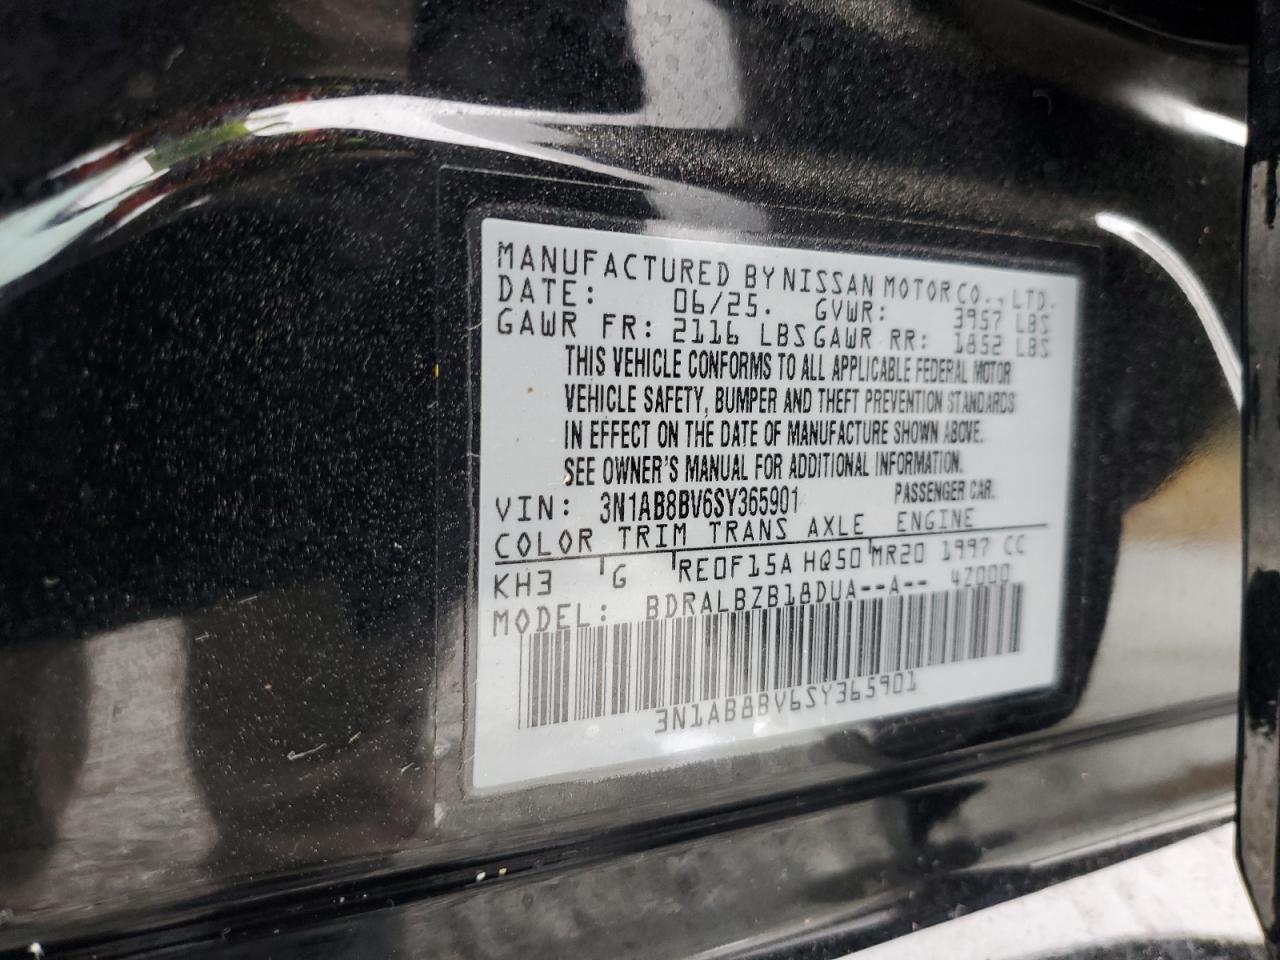 MANUFACTURED BY NISSAN MOTOR CO., LTD.
DATE: 06/25. GVWR: 3957 LBS
GAWR FR: 2116 LBS GAWR RR: 1852 LBS
THIS VEHICLE CONFORMS TO ALL APPLICABLE FEDERAL MOTOR
VEHICLE SAFETY, BUMPER AND THEFT PREVENTION STANDARDS
IN EFFECT ON THE DATE OF MANUFACTURE SHOWN ABOVE.
SEE OWNER'S MANUAL FOR ADDITIONAL INFORMATION.
VIN: 3N1AB8BV6SY365901 PASSENGER CAR.
COLOR TRIM TRANS AXLE ENGINE
KH3 G RE0F15A HQ50 MR20 1997 CC
MODEL: BDRALBZB18DUA--A-- 4Z000
3N1AB8BV6SY365901